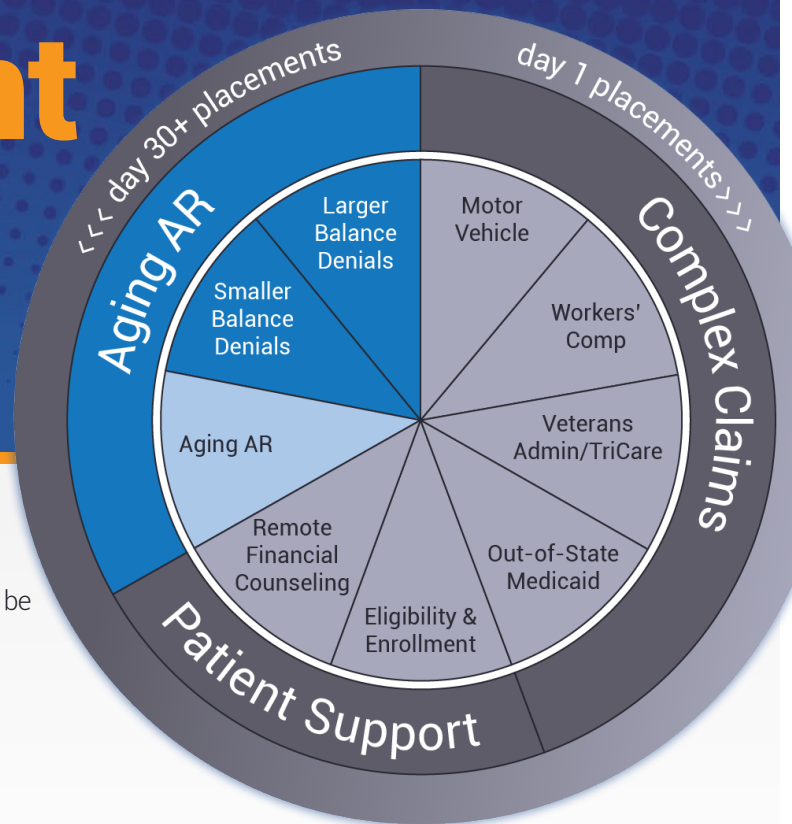 nt
<<< day 30+ placements
day 1 placements >>>
Aging AR
Complex Claims
Patient Support
Larger
Balance
Denials
Motor
Vehicle
Smaller
Balance
Denials
Workers'
Comp
Aging AR
Veterans
Admin/TriCare
Remote
Financial
Counseling
Out-of-State
Medicaid
Eligibility &
Enrollment
be